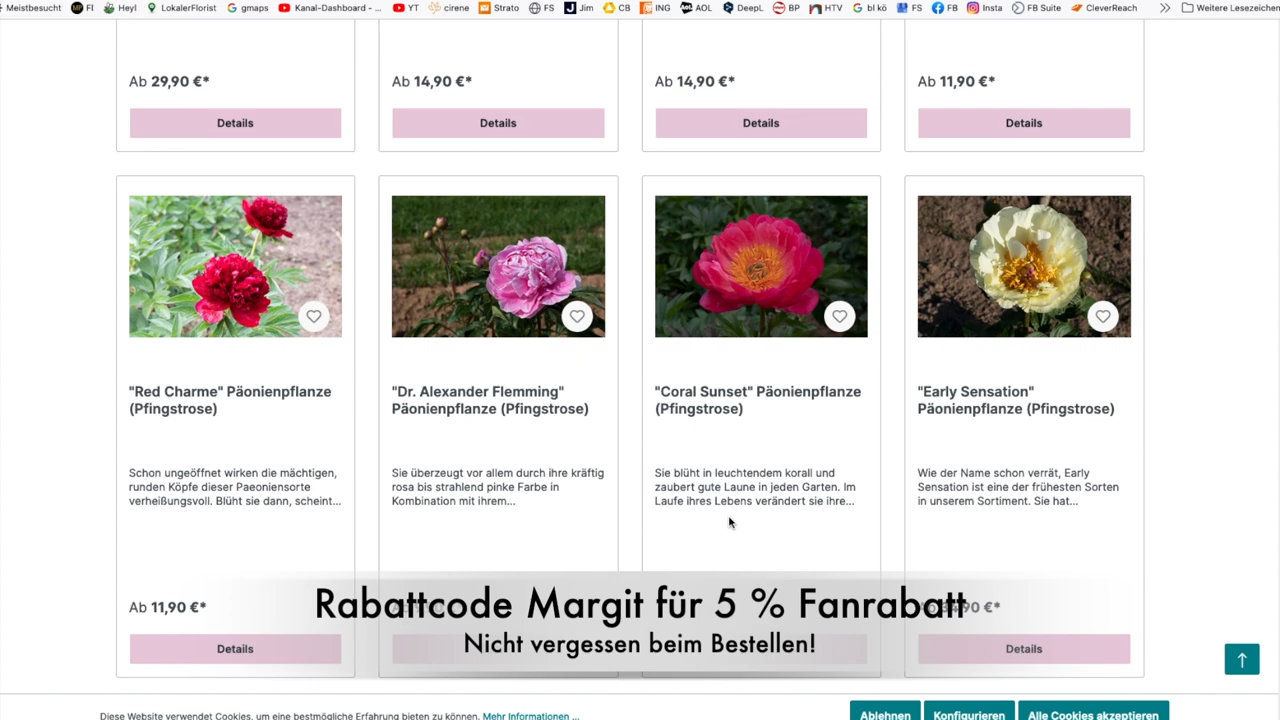 Meistbesucht FI Heyl LokalerFlorist gmaps Kanal-Dashboard - ... YT cirene Strato FS Jim CB ING AOL DeepL BP HTV bl kö FS FB Insta FB Suite CleverReach Weitere Lesezeichen
Ab 29,90 €* Ab 14,90 €* Ab 14,90 €* Ab 11,90 €*
Details Details Details Details
"Red Charme" Päonienpflanze
(Pfingstrose)
"Dr. Alexander Flemming"
Päonienpflanze (Pfingstrose)
"Coral Sunset" Päonienpflanze
(Pfingstrose)
"Early Sensation"
Päonienpflanze (Pfingstrose)
Schon ungeöffnet wirken die mächtigen,
runden Köpfe dieser Paeoniensorte
verheißungsvoll. Blüht sie dann, scheint...
Sie überzeugt vor allem durch ihre kräftig
rosa bis strahlend pinke Farbe in
Kombination mit ihrem...
Sie blüht in leuchtendem korall und
zaubert gute Laune in jeden Garten. Im
Laufe ihres Lebens verändert sie ihre...
Wie der Name schon verrät, Early
Sensation ist eine der frühesten Sorten
in unserem Sortiment. Sie hat...
Ab 11,90 €*
Rabattcode Margit für 5 % Fanrabatt
Nicht vergessen beim Bestellen!
Details Details
Diese Website verwendet Cookies, um eine bestmögliche Erfahrung bieten zu können. Mehr Informationen ...
Ablehnen Konfigurieren Alle Cookies akzeptieren